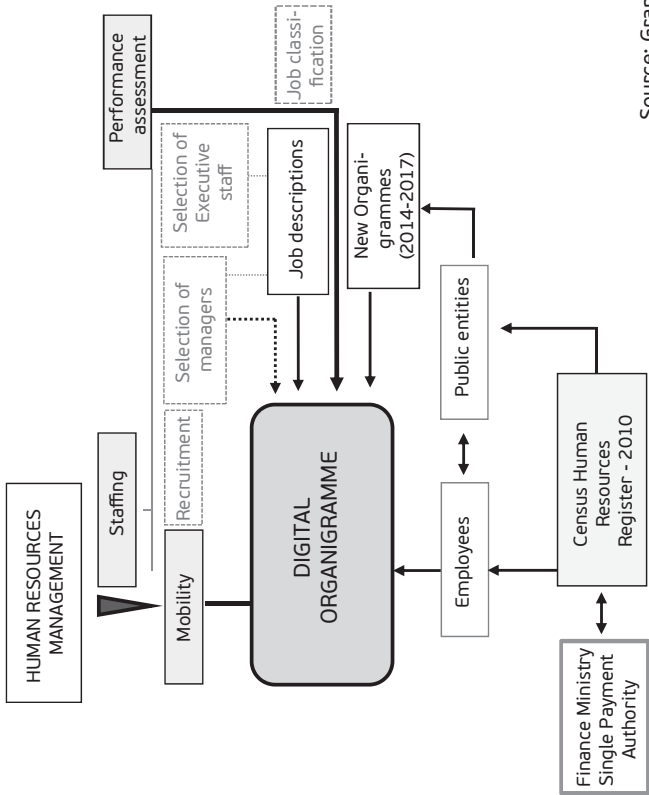 HUMAN RESOURCES
MANAGEMENT
Staffing
Performance
assessment
Mobility
Recruitment
Selection of
managers
Selection of
Executive
staff
Job classi-
fication
Job descriptions
DIGITAL
ORGANIGRAMME
New Organi-
grammes
(2014-2017)
Employees
Public entities
Finance Ministry
Single Payment
Authority
Census Human
Resources
Register - 2010
Source: